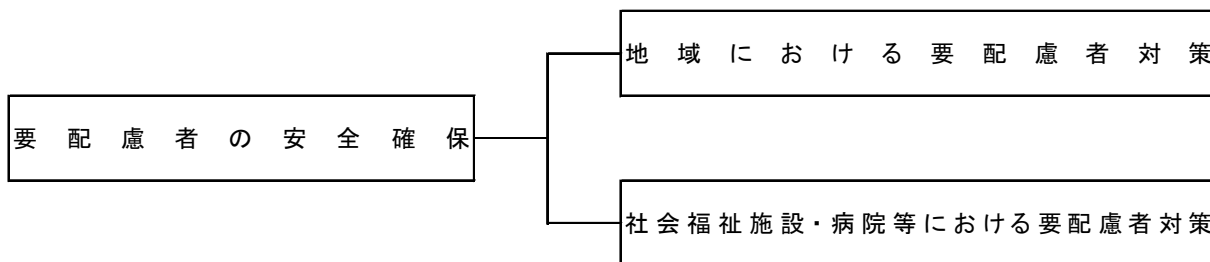 地域における要配慮者対策
要配慮者の安全確保
社会福祉施設・病院等における要配慮者対策